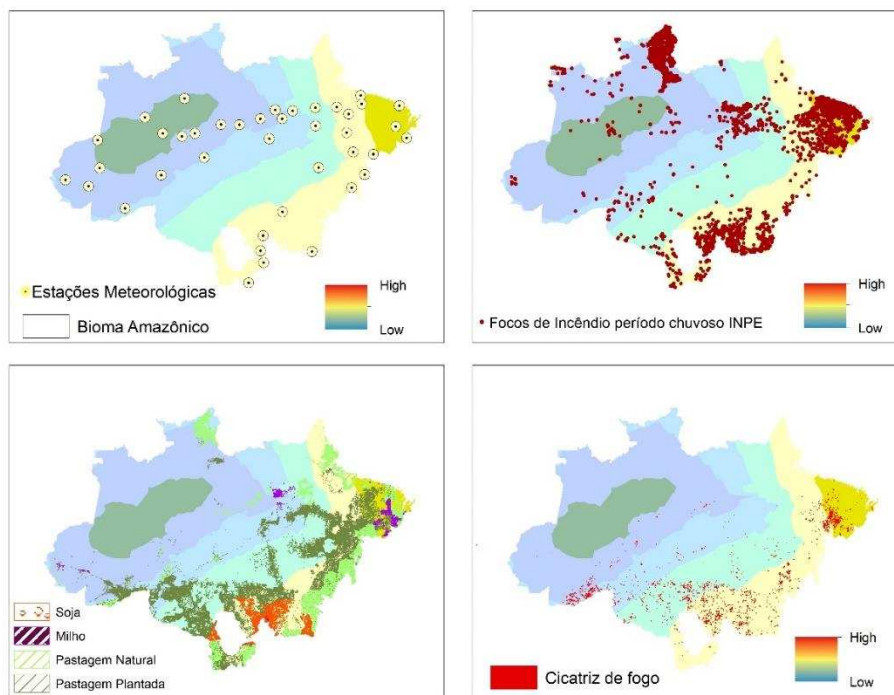 Estações Meteorológicas
Bioma Amazônico
High
Low
Focos de Incêndio período chuvoso INPE
High
Low
Soja
Milho
Pastagem Natural
Pastagem Plantada
Cicatriz de fogo
High
Low